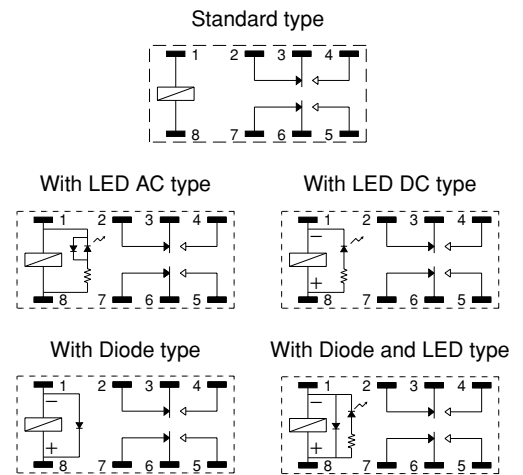 Standard type
1 2 3 4
8 7 6 5
With LED AC type
1 2 3 4
8 7 6 5
With LED DC type
1 2 3 4
−
+
8 7 6 5
With Diode type
1 2 3 4
−
+
8 7 6 5
With Diode and LED type
1 2 3 4
−
+
8 7 6 5